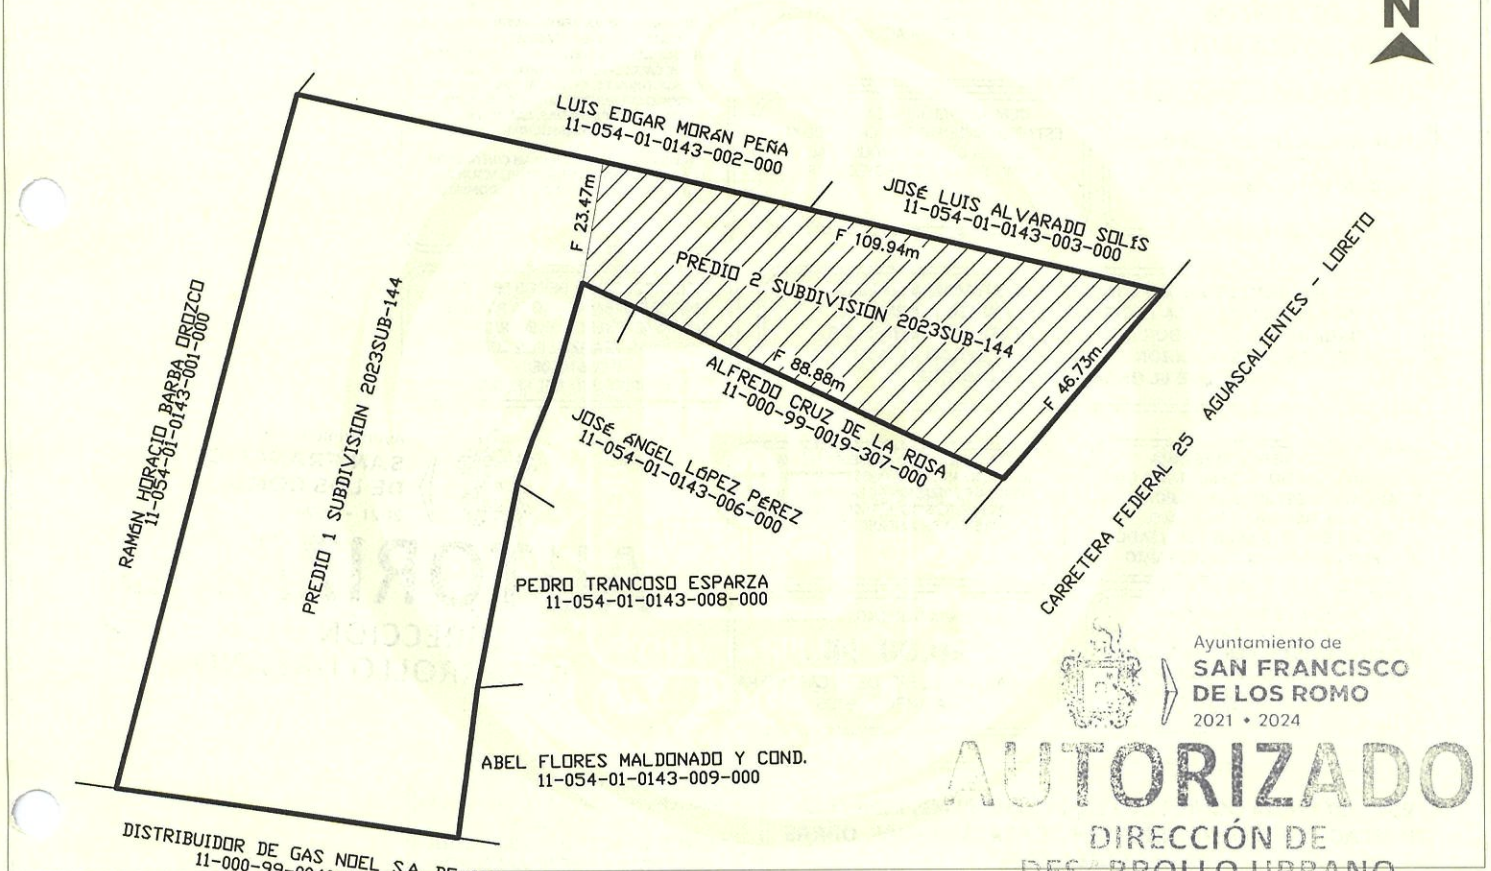 N
LUIS EDGAR MORÁN PEÑA
11-054-01-0143-002-000
JOSÉ LUIS ALVARADO SOLÍS
11-054-01-0143-003-000
F 23.47m
F 109.94m
PREDIO 2 SUBDIVISION 2023SUB-144
F 88.88m
F 46.73m
ALFREDO CRUZ DE LA ROSA
11-000-99-0019-307-000
CARRETERA FEDERAL 25 AGUASCALIENTES - LORETO
RAMÓN HORACIO BARBA OROZCO
11-054-01-0143-001-000
PREDIO 1 SUBDIVISION 2023SUB-144
JOSÉ ÁNGEL LÓPEZ PÉREZ
11-054-01-0143-006-000
PEDRO TRANCOSO ESPARZA
11-054-01-0143-008-000
ABEL FLORES MALDONADO Y COND.
11-054-01-0143-009-000
DISTRIBUIDOR DE GAS NOEL S.A. DE
11-000-99-
Ayuntamiento de
SAN FRANCISCO
DE LOS ROMO
2021 • 2024
AUTORIZADO
DIRECCIÓN DE
DESARROLLO URBANO